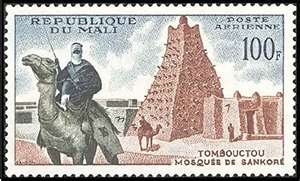 REPUBLIQUE DU MALI
POSTE AERIENNE
100F
TOMBOUCTOU
MOSQUEE DE SANKORÉ